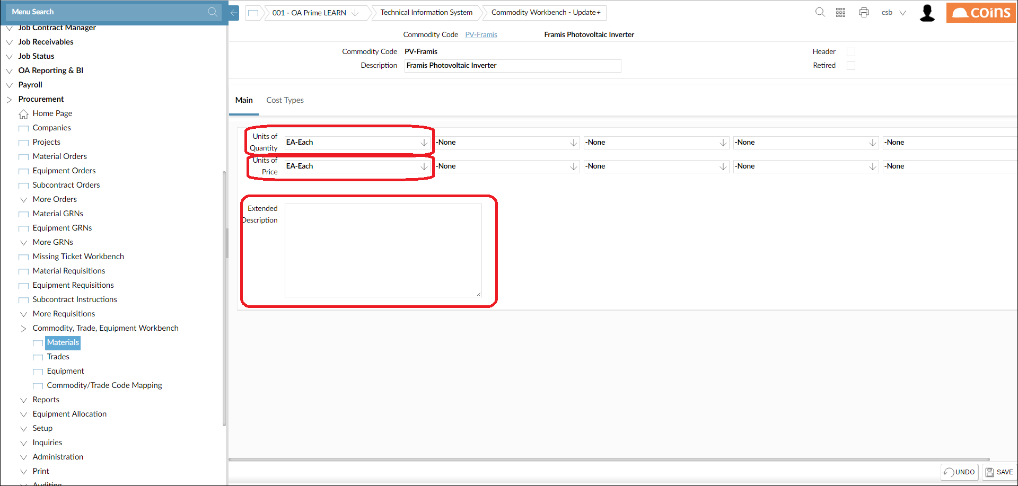 Menu Search
001 - OA Prime LEARN
Technical Information System
Commodity Workbench - Update+
csb
COINS
Job Contract Manager
Job Receivables
Job Status
OA Reporting & BI
Payroll
Procurement
Home Page
Companies
Projects
Material Orders
Equipment Orders
Subcontract Orders
More Orders
Material GRNs
Equipment GRNs
More GRNs
Missing Ticket Workbench
Material Requisitions
Equipment Requisitions
Subcontract Instructions
More Requisitions
Commodity, Trade, Equipment Workbench
Materials
Trades
Equipment
Commodity/Trade Code Mapping
Reports
Equipment Allocation
Setup
Inquiries
Administration
Print
Auditing
Commodity Code PV-Framis Framis Photovoltaic Inverter
Commodity Code PV-Framis Header
Description Framis Photovoltaic Inverter Retired
Main Cost Types
Units of
Quantity EA-Each -None -None -None -None
Units of
Price EA-Each -None -None -None -None
Extended
Description
UNDO SAVE